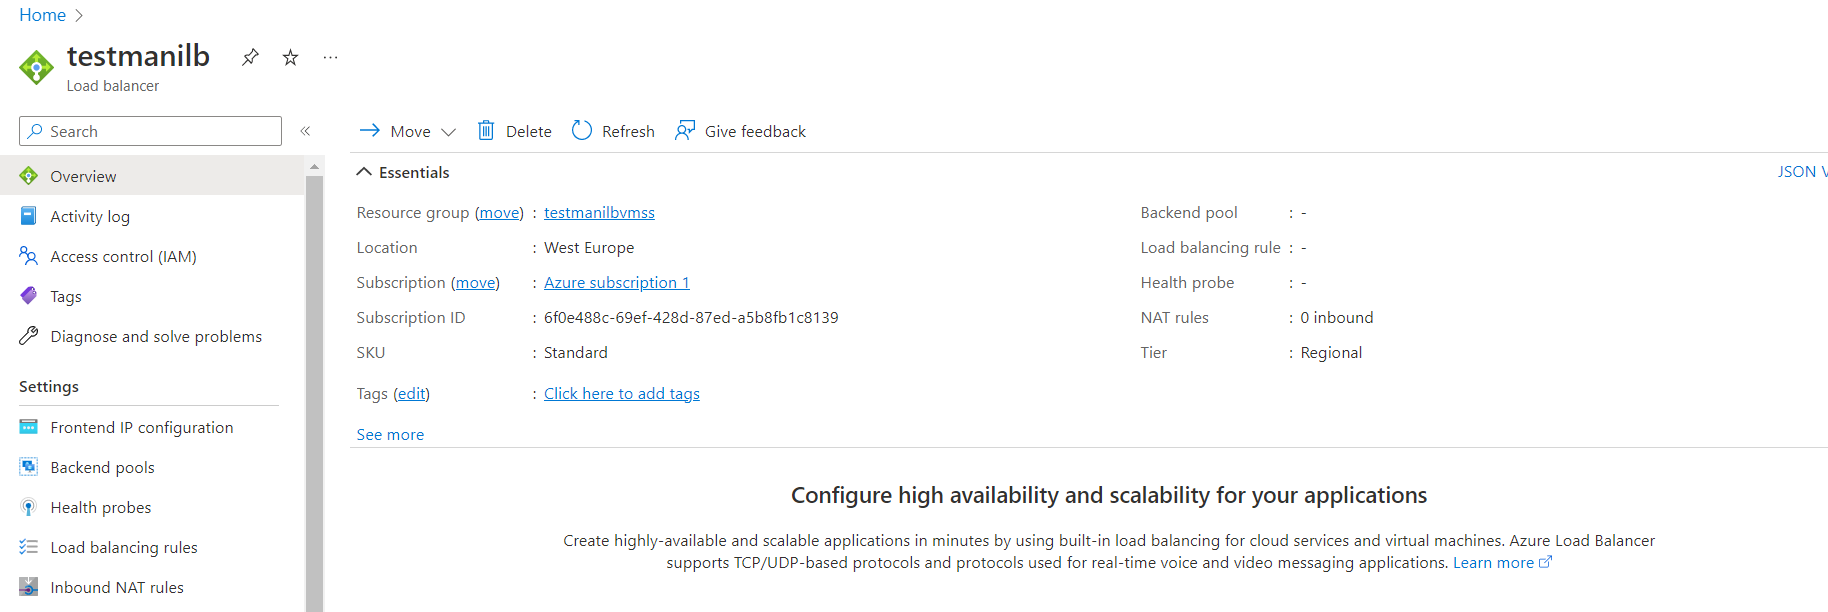 Home >
testmanilb
Load balancer
Search
«
Move
Delete
Refresh
Give feedback
Overview
Activity log
Access control (IAM)
Tags
Diagnose and solve problems
Settings
Frontend IP configuration
Backend pools
Health probes
Load balancing rules
Inbound NAT rules
Essentials
JSON V
Resource group (move) : testmanilbvmss
Location : West Europe
Subscription (move) : Azure subscription 1
Subscription ID : 6f0e488c-69ef-428d-87ed-a5b8fb1c8139
SKU : Standard
Tags (edit) : Click here to add tags
See more
Backend pool : -
Load balancing rule : -
Health probe : -
NAT rules : 0 inbound
Tier : Regional
Configure high availability and scalability for your applications
Create highly-available and scalable applications in minutes by using built-in load balancing for cloud services and virtual machines. Azure Load Balancer
supports TCP/UDP-based protocols and protocols used for real-time voice and video messaging applications. Learn more